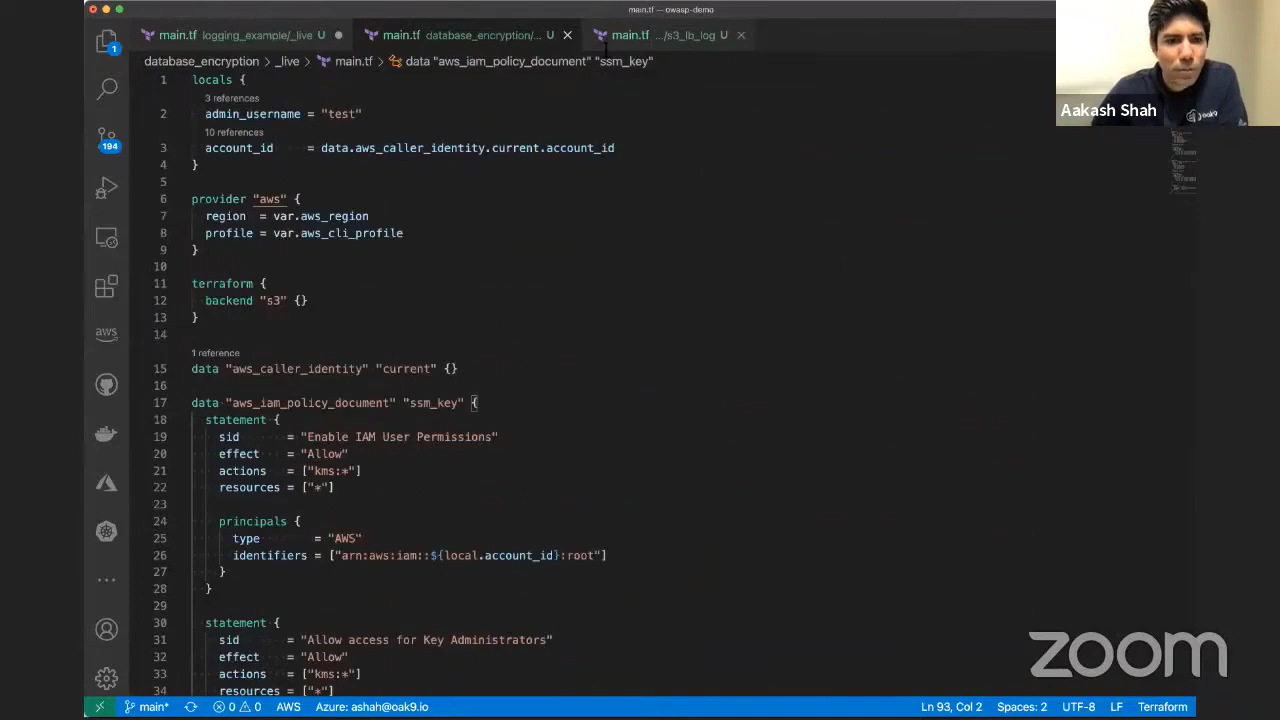 main.tf — owasp-demo
main.tf logging_example/_live U
main.tf database_encryption/... U
main.tf .../s3_lb_log U
database_encryption > _live > main.tf > data "aws_iam_policy_document" "ssm_key"
1 locals {
3 references
2 admin_username = "test"
10 references
3 account_id = data.aws_caller_identity.current.account_id
4 }
5
6 provider "aws" {
7 region = var.aws_region
8 profile = var.aws_cli_profile
9 }
10
11 terraform {
12 backend "s3" {}
13 }
14
1 reference
15 data "aws_caller_identity" "current" {}
16
17 data "aws_iam_policy_document" "ssm_key" {
18 statement {
19 sid = "Enable IAM User Permissions"
20 effect = "Allow"
21 actions = ["kms:*"]
22 resources = ["*"]
23
24 principals {
25 type = "AWS"
26 identifiers = ["arn:aws:iam::${local.account_id}:root"]
27 }
28 }
29
30 statement {
31 sid = "Allow access for Key Administrators"
32 effect = "Allow"
33 actions = ["kms:*"]
34 resources = ["*"]
1
194
aws
Aakash Shah
oak9
zoom
main* 0 0 AWS Azure: ashah@oak9.io Ln 93, Col 2 Spaces: 2 UTF-8 LF Terraform